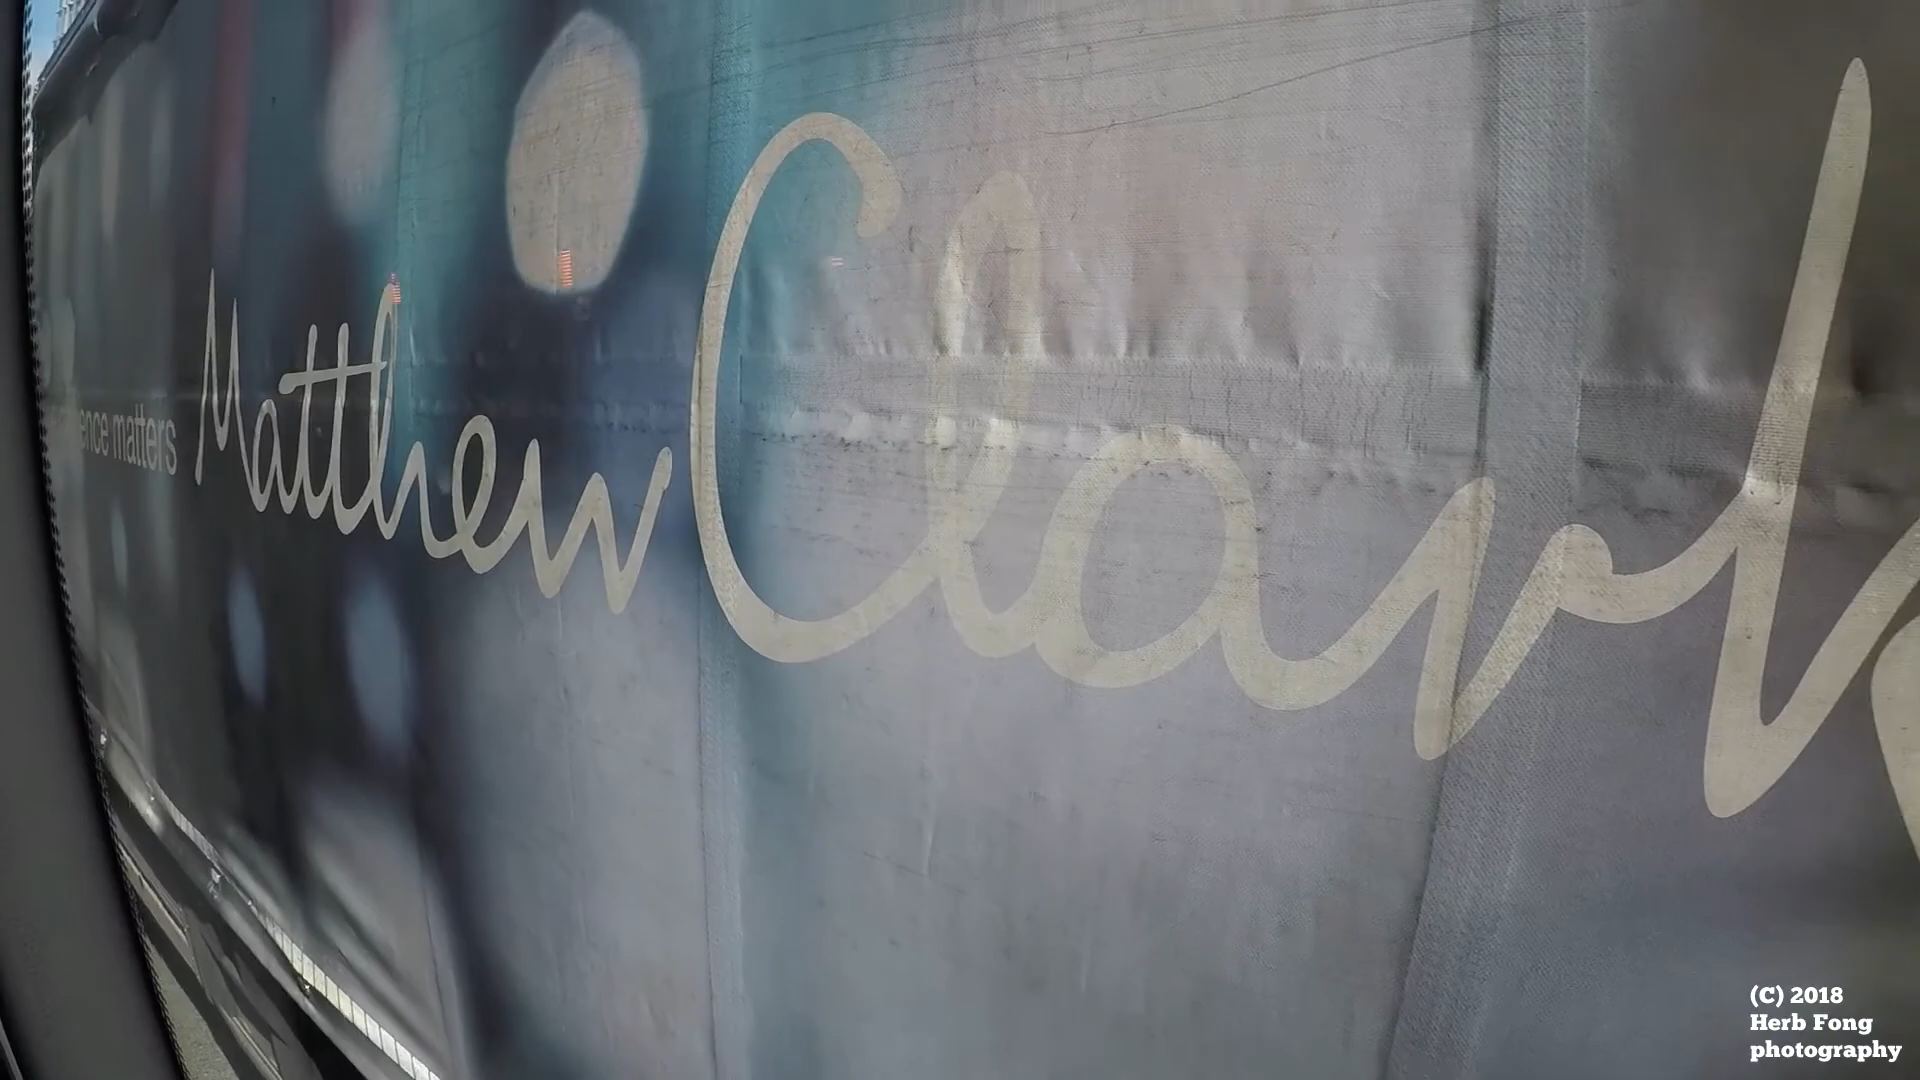 ence matters
Matthew Clark
(C) 2018
Herb Fong
photography